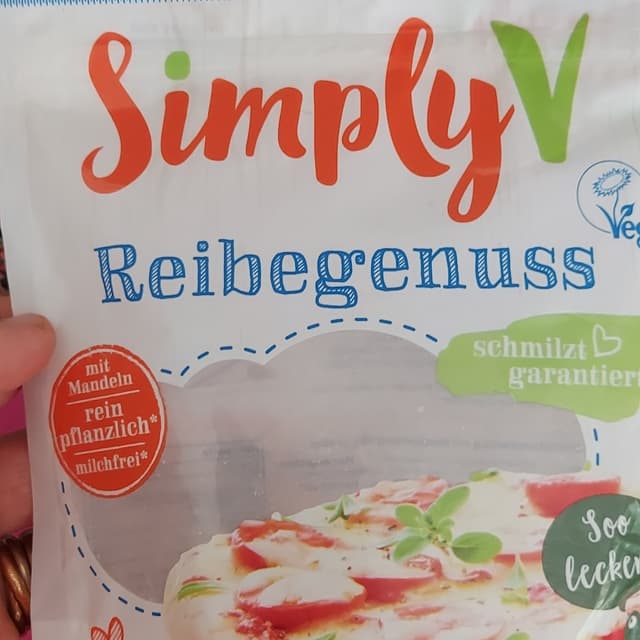 SimplyV
Reibegenuss
schmilzt
garantiert
mit
Mandeln
rein
pflanzlich*
milchfrei*
Soo
lecker